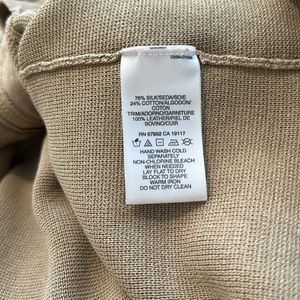 76% SILK/SEDA/SOIE
24% COTTON/ALGODON/
COTON
TRIM/ADORNO/GARNITURE
100% LEATHER/PIEL DE
BOVINO/CUIR
RN 67992 CA 19117
HAND WASH COLD
SEPARATELY
NON-CHLORINE BLEACH
WHEN NEEDED
LAY FLAT TO DRY
BLOCK TO SHAPE
WARM IRON
DO NOT DRY CLEAN